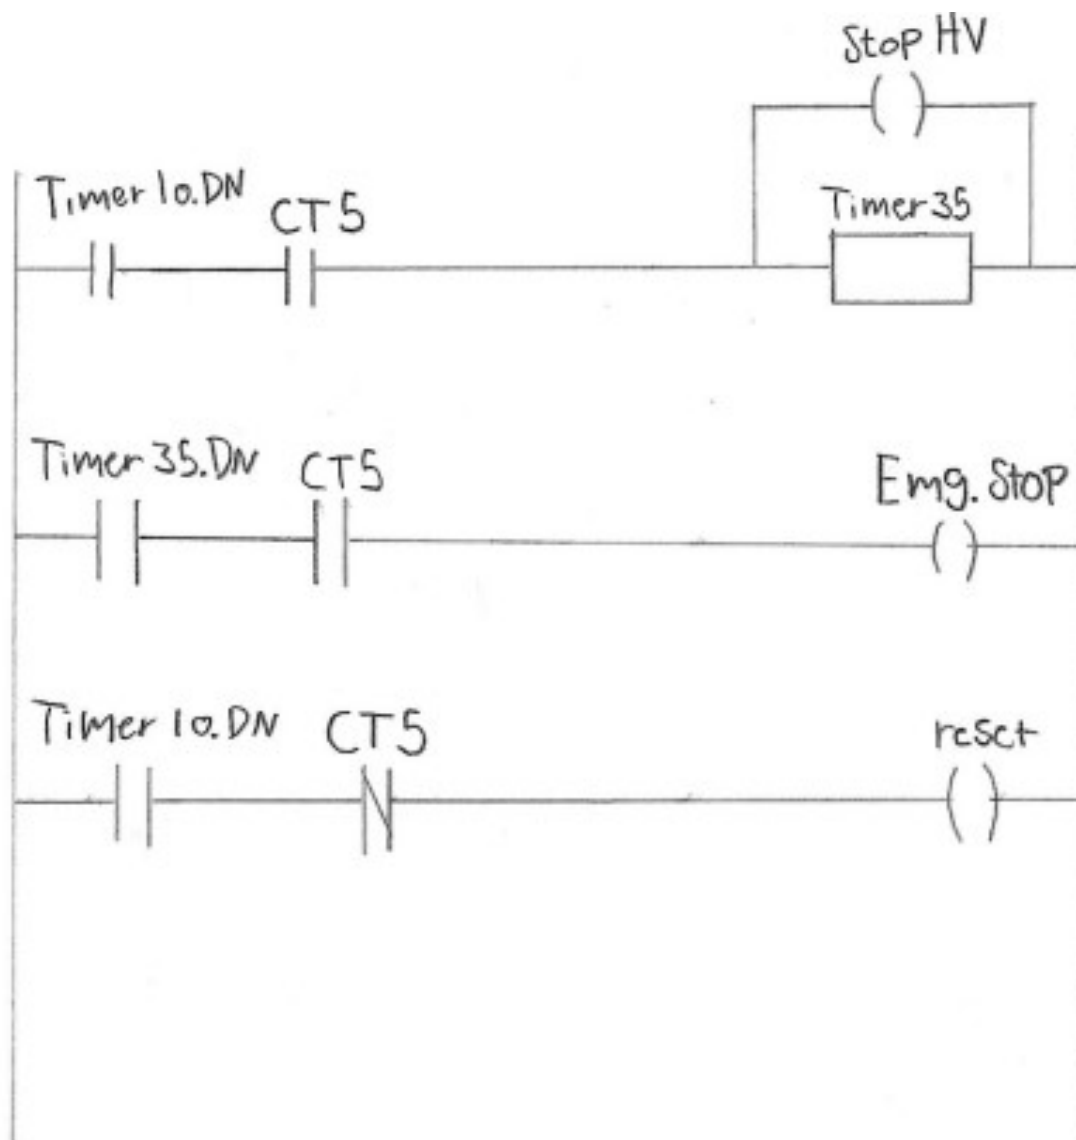 Stop HV
Timer 10.DN
CT5
Timer 35
Timer 35.DN
CT5
Emg. Stop
Timer 10.DN
CT5
reset